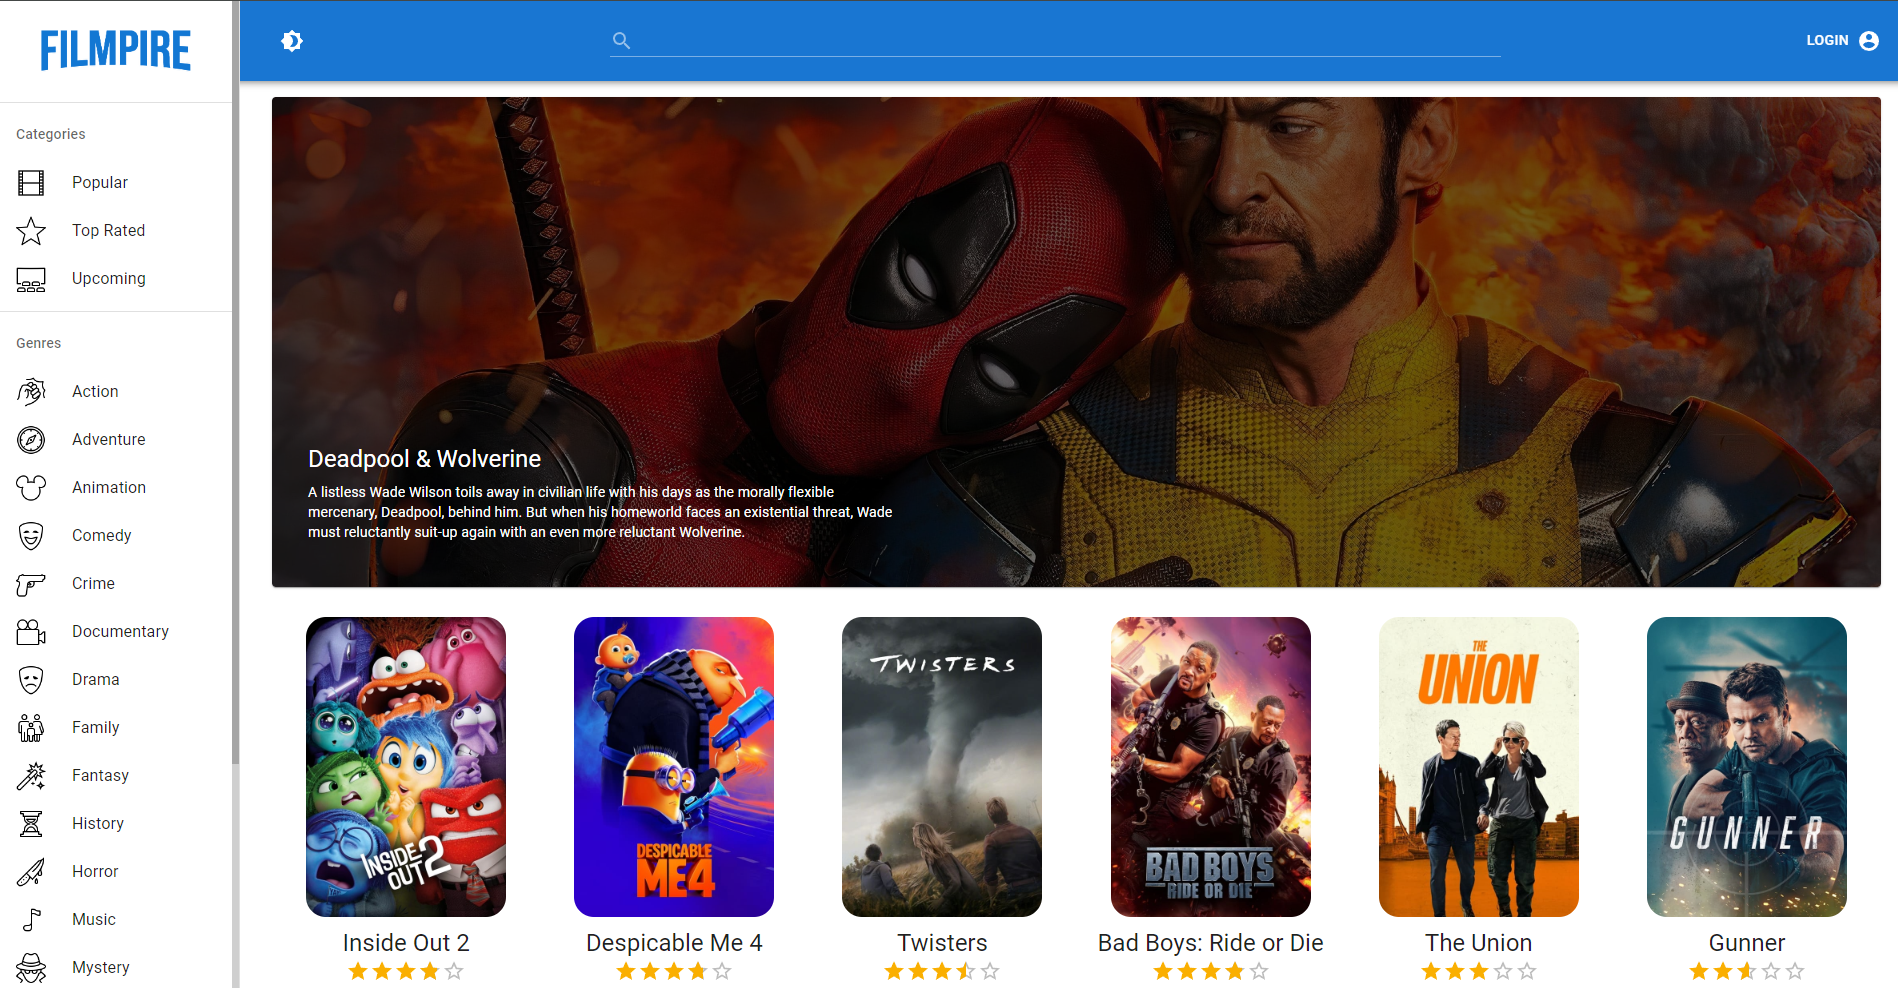 FILMPIRE
LOGIN
Categories
Popular
Top Rated
Upcoming
Genres
Action
Adventure
Animation
Comedy
Crime
Documentary
Drama
Family
Fantasy
History
Horror
Music
Mystery
Deadpool & Wolverine
A listless Wade Wilson toils away in civilian life with his days as the morally flexible
mercenary, Deadpool, behind him. But when his homeworld faces an existential threat, Wade
must reluctantly suit-up again with an even more reluctant Wolverine.
INSIDE
OUT 2
DESPICABLE
ME4
TWISTERS
BAD BOYS
RIDE OR DIE
THE
UNION
GUNNER
Inside Out 2
Despicable Me 4
Twisters
Bad Boys: Ride or Die
The Union
Gunner